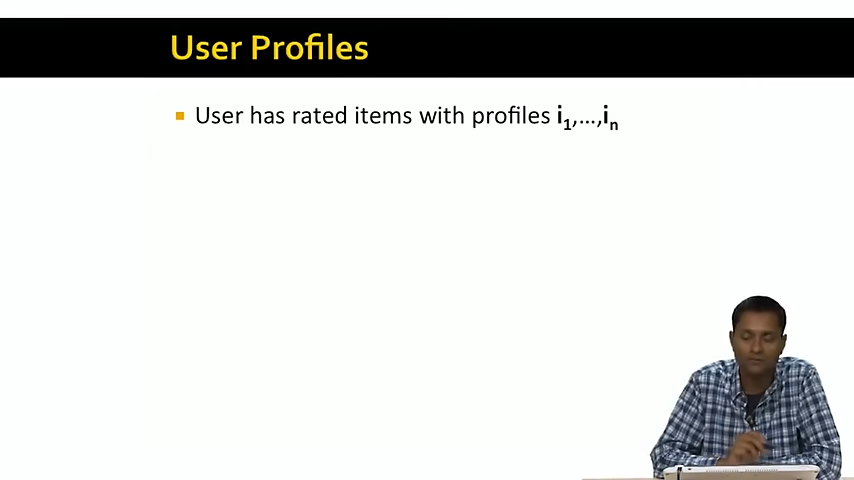 User Profiles
User has rated items with profiles i1,…,in